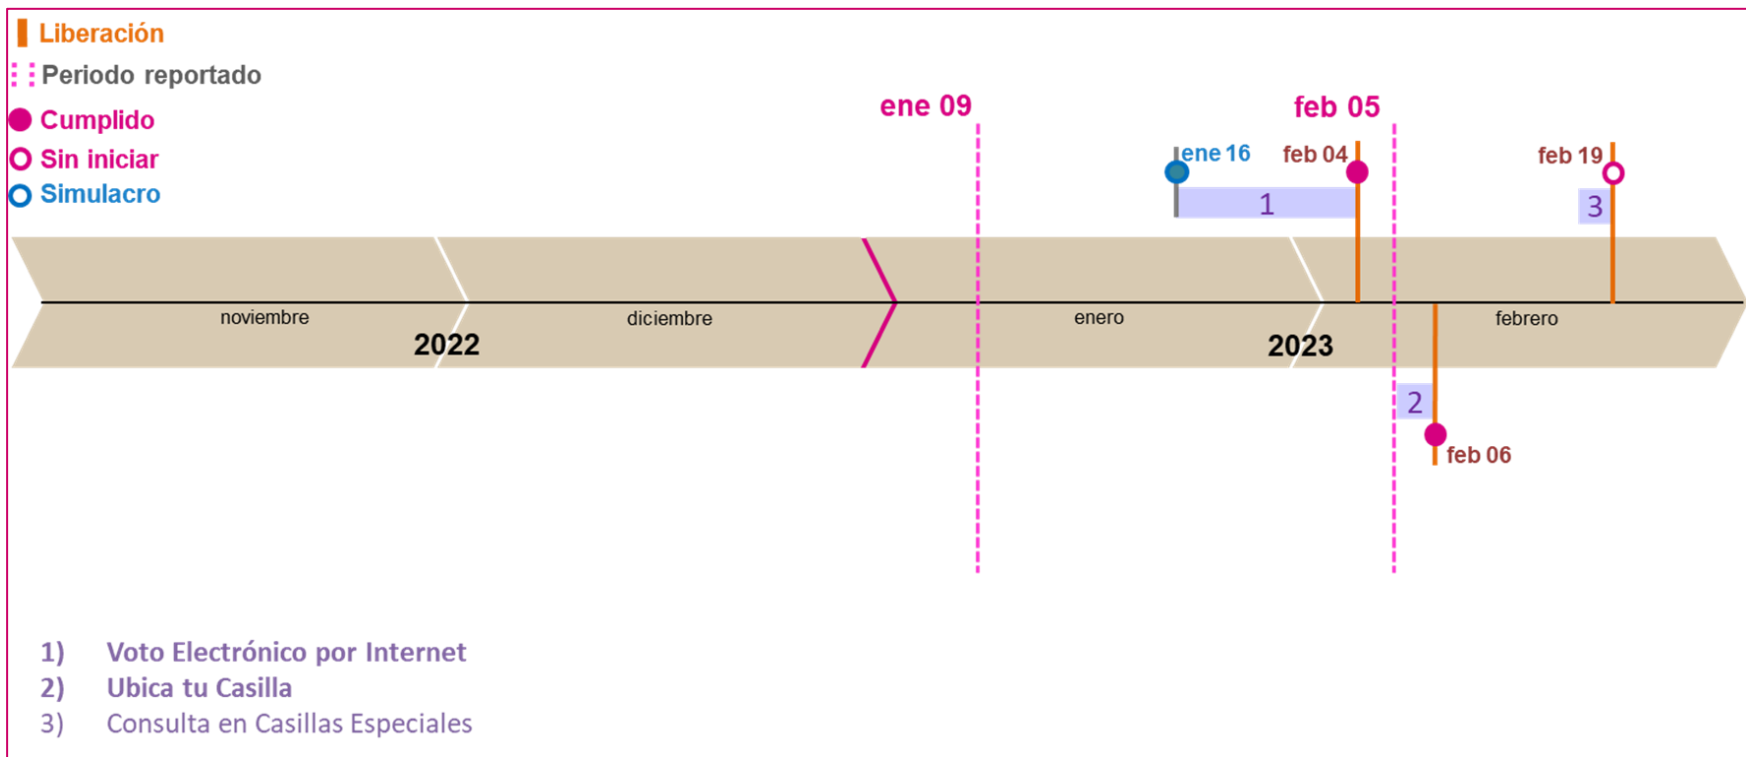 Liberación
Periodo reportado
Cumplido
Sin iniciar
Simulacro
ene 09
feb 05
ene 16
feb 04
feb 19
1
3
noviembre
diciembre
enero
febrero
2022
2023
2
feb 06
1) Voto Electrónico por Internet
2) Ubica tu Casilla
3) Consulta en Casillas Especiales